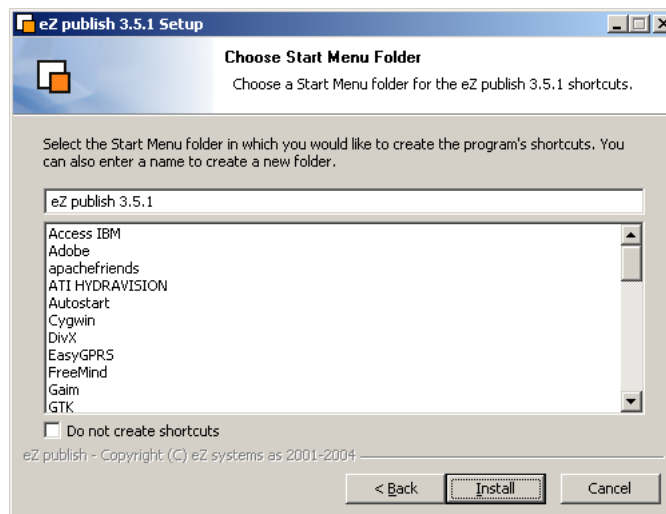 eZ publish 3.5.1 Setup
Choose Start Menu Folder
Choose a Start Menu folder for the eZ publish 3.5.1 shortcuts.
Select the Start Menu folder in which you would like to create the program's shortcuts. You
can also enter a name to create a new folder.
eZ publish 3.5.1
Access IBM
Adobe
apachefriends
ATI HYDRAVISION
Autostart
Cygwin
DivX
EasyGPRS
FreeMind
Gaim
GTK
Do not create shortcuts
eZ publish - Copyright (C) eZ systems as 2001-2004
< Back
Install
Cancel